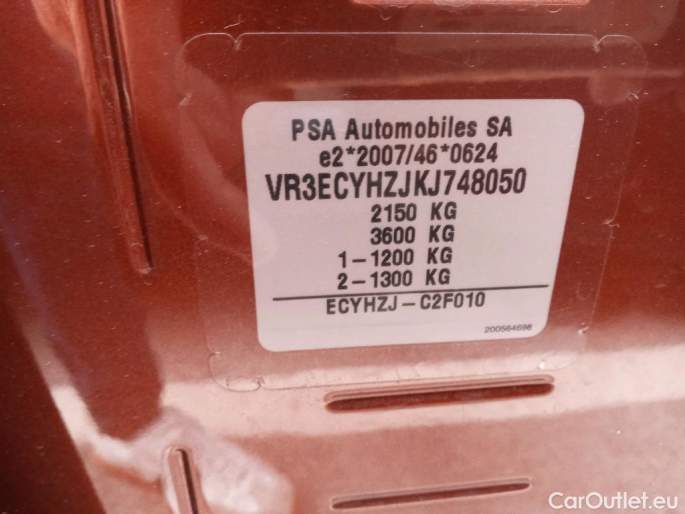 PSA Automobiles SA
e2*2007/46*0624
VR3ECYHZJKJ748050
2150 KG
3600 KG
1-1200 KG
2-1300 KG
ECYHZJ-C2F010
200564698
CarOutlet.eu